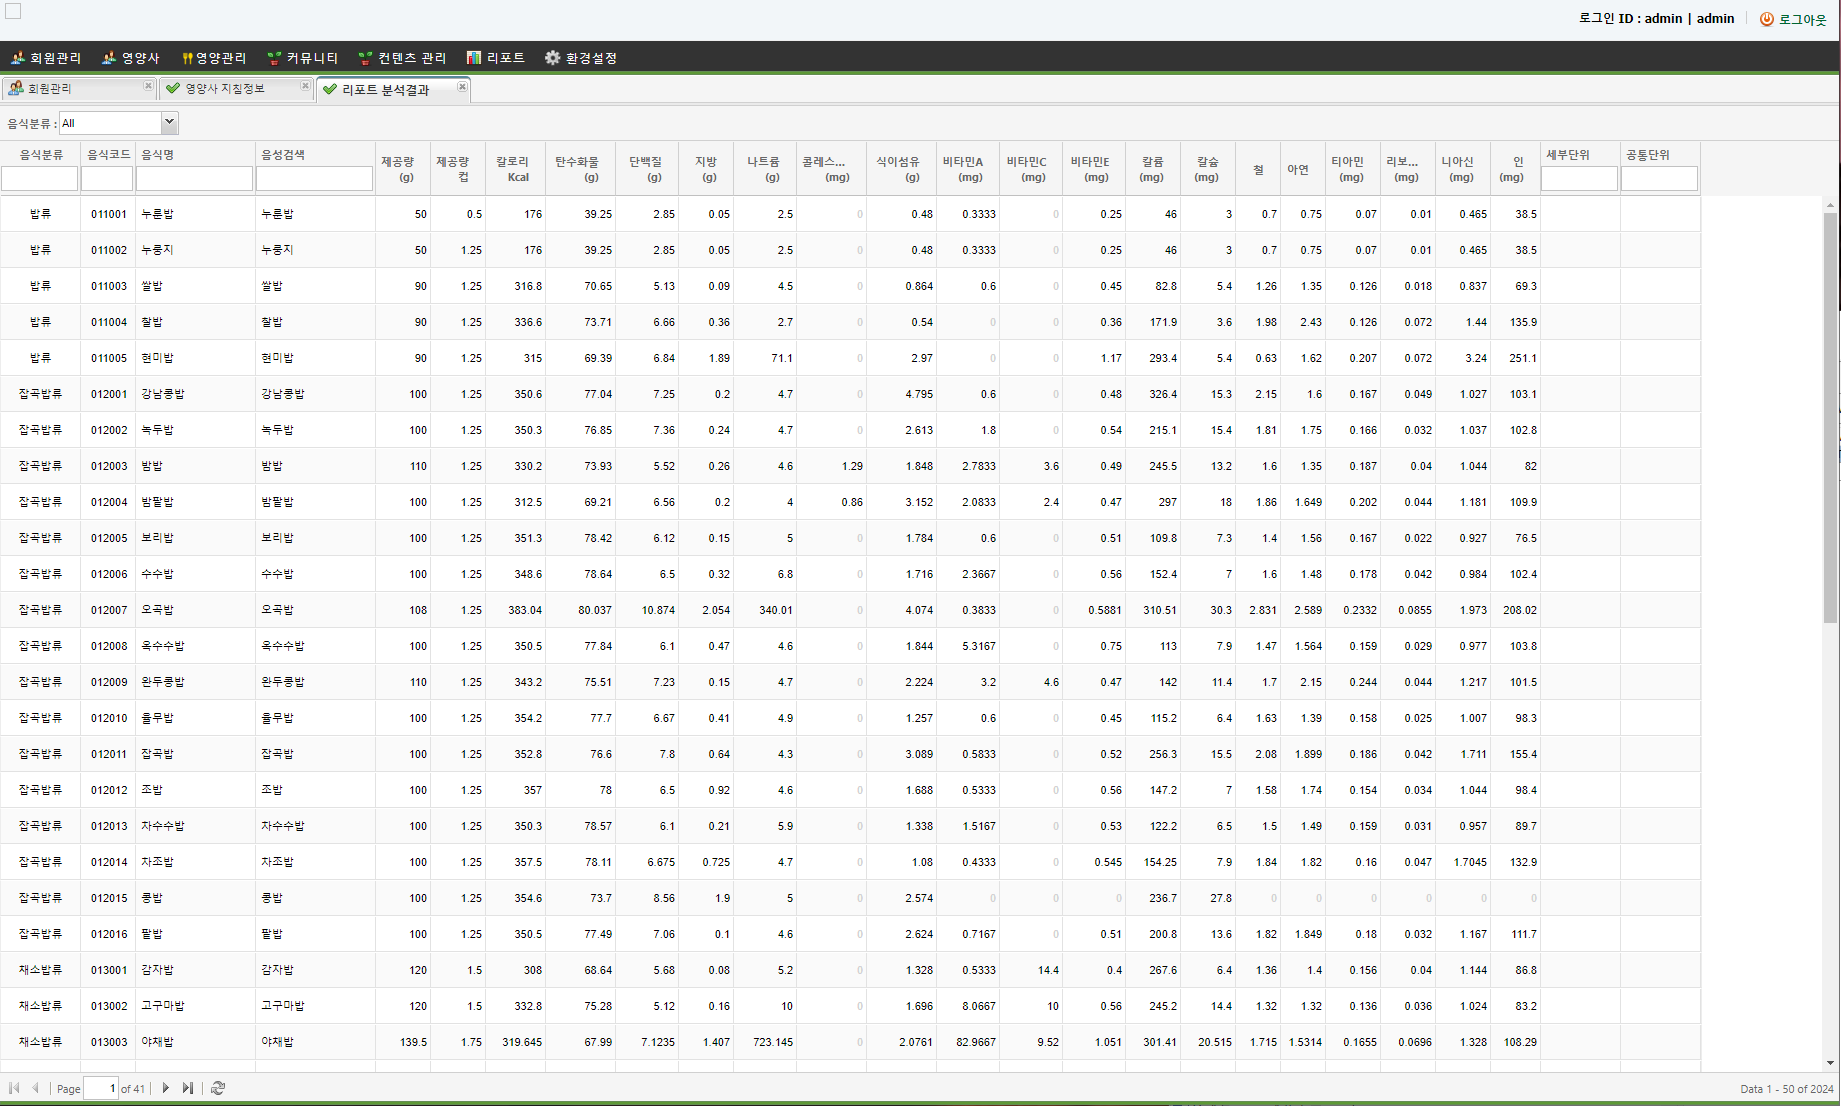 로그인 ID : admin | admin 로그아웃
회원관리 영양사 영양관리 커뮤니티 컨텐츠 관리 리포트 환경설정
회원관리 영양사 지침정보 리포트 분석결과
음식분류 : All
음식분류 음식코드 음식명 음성검색 제공량 (g) 제공량 컵 칼로리 Kcal 탄수화물 (g) 단백질 (g) 지방 (g) 나트륨 (g) 콜레스... (mg) 식이섬유 (g) 비타민A (mg) 비타민C (mg) 비타민E (mg) 칼륨 (mg) 칼슘 (mg) 철 아연 티아민 (mg) 리보... (mg) 니아신 (mg) 인 (mg) 세부단위 공통단위
밥류 011001 누룬밥 누룬밥 50 0.5 176 39.25 2.85 0.05 2.5 0 0.48 0.3333 0 0.25 46 3 0.7 0.75 0.07 0.01 0.465 38.5
밥류 011002 누룽지 누룽지 50 1.25 176 39.25 2.85 0.05 2.5 0 0.48 0.3333 0 0.25 46 3 0.7 0.75 0.07 0.01 0.465 38.5
밥류 011003 쌀밥 쌀밥 90 1.25 316.8 70.65 5.13 0.09 4.5 0 0.864 0.6 0 0.45 82.8 5.4 1.26 1.35 0.126 0.018 0.837 69.3
밥류 011004 찰밥 찰밥 90 1.25 336.6 73.71 6.66 0.36 2.7 0 0.54 0 0 0.36 171.9 3.6 1.98 2.43 0.126 0.072 1.44 135.9
밥류 011005 현미밥 현미밥 90 1.25 315 69.39 6.84 1.89 71.1 0 2.97 0 0 1.17 293.4 5.4 0.63 1.62 0.207 0.072 3.24 251.1
잡곡밥류 012001 강남콩밥 강남콩밥 100 1.25 350.6 77.04 7.25 0.2 4.7 0 4.795 0.6 0 0.48 326.4 15.3 2.15 1.6 0.167 0.049 1.027 103.1
잡곡밥류 012002 녹두밥 녹두밥 100 1.25 350.3 76.85 7.36 0.24 4.7 0 2.613 1.8 0 0.54 215.1 15.4 1.81 1.75 0.166 0.032 1.037 102.8
잡곡밥류 012003 밤밥 밤밥 110 1.25 330.2 73.93 5.52 0.26 4.6 1.29 1.848 2.7833 3.6 0.49 245.5 13.2 1.6 1.35 0.187 0.04 1.044 82
잡곡밥류 012004 밤팥밥 밤팥밥 100 1.25 312.5 69.21 6.56 0.2 4 0.86 3.152 2.0833 2.4 0.47 297 18 1.86 1.649 0.202 0.044 1.181 109.9
잡곡밥류 012005 보리밥 보리밥 100 1.25 351.3 78.42 6.12 0.15 5 0 1.784 0.6 0 0.51 109.8 7.3 1.4 1.56 0.167 0.022 0.927 76.5
잡곡밥류 012006 수수밥 수수밥 100 1.25 348.6 78.64 6.5 0.32 6.8 0 1.716 2.3667 0 0.56 152.4 7 1.6 1.48 0.178 0.042 0.984 102.4
잡곡밥류 012007 오곡밥 오곡밥 108 1.25 383.04 80.037 10.874 2.054 340.01 0 4.074 0.3833 0 0.5881 310.51 30.3 2.831 2.589 0.2332 0.0855 1.973 208.02
잡곡밥류 012008 옥수수밥 옥수수밥 100 1.25 350.5 77.84 6.1 0.47 4.6 0 1.844 5.3167 0 0.75 113 7.9 1.47 1.564 0.159 0.029 0.977 103.8
잡곡밥류 012009 완두콩밥 완두콩밥 110 1.25 343.2 75.51 7.23 0.15 4.7 0 2.224 3.2 4.6 0.47 142 11.4 1.7 2.15 0.244 0.044 1.217 101.5
잡곡밥류 012010 율무밥 율무밥 100 1.25 354.2 77.7 6.67 0.41 4.9 0 1.257 0.6 0 0.45 115.2 6.4 1.63 1.39 0.158 0.025 1.007 98.3
잡곡밥류 012011 잡곡밥 잡곡밥 100 1.25 352.8 76.6 7.8 0.64 4.3 0 3.089 0.5833 0 0.52 256.3 15.5 2.08 1.899 0.186 0.042 1.711 155.4
잡곡밥류 012012 조밥 조밥 100 1.25 357 78 6.5 0.92 4.6 0 1.688 0.5333 0 0.56 147.2 7 1.58 1.74 0.154 0.034 1.044 98.4
잡곡밥류 012013 차수수밥 차수수밥 100 1.25 350.3 78.57 6.1 0.21 5.9 0 1.338 1.5167 0 0.53 122.2 6.5 1.5 1.49 0.159 0.031 0.957 89.7
잡곡밥류 012014 차조밥 차조밥 100 1.25 357.5 78.11 6.675 0.725 4.7 0 1.08 0.4333 0 0.545 154.25 7.9 1.84 1.82 0.16 0.047 1.7045 132.9
잡곡밥류 012015 콩밥 콩밥 100 1.25 354.6 73.7 8.56 1.9 5 0 2.574 0 0 0 236.7 27.8 0 0 0 0 0 0
잡곡밥류 012016 팥밥 팥밥 100 1.25 350.5 77.49 7.06 0.1 4.6 0 2.624 0.7167 0 0.51 200.8 13.6 1.82 1.849 0.18 0.032 1.167 111.7
채소밥류 013001 감자밥 감자밥 120 1.5 308 68.64 5.68 0.08 5.2 0 1.328 0.5333 14.4 0.4 267.6 6.4 1.36 1.4 0.156 0.04 1.144 86.8
채소밥류 013002 고구마밥 고구마밥 120 1.5 332.8 75.28 5.12 0.16 10 0 1.696 8.0667 10 0.56 245.2 14.4 1.32 1.32 0.136 0.036 1.024 83.2
채소밥류 013003 야채밥 야채밥 139.5 1.75 319.645 67.99 7.1235 1.407 723.145 0 2.0761 82.9667 9.52 1.051 301.41 20.515 1.715 1.5314 0.1655 0.0696 1.328 108.29
Page 1 of 41 Data 1 - 50 of 2024